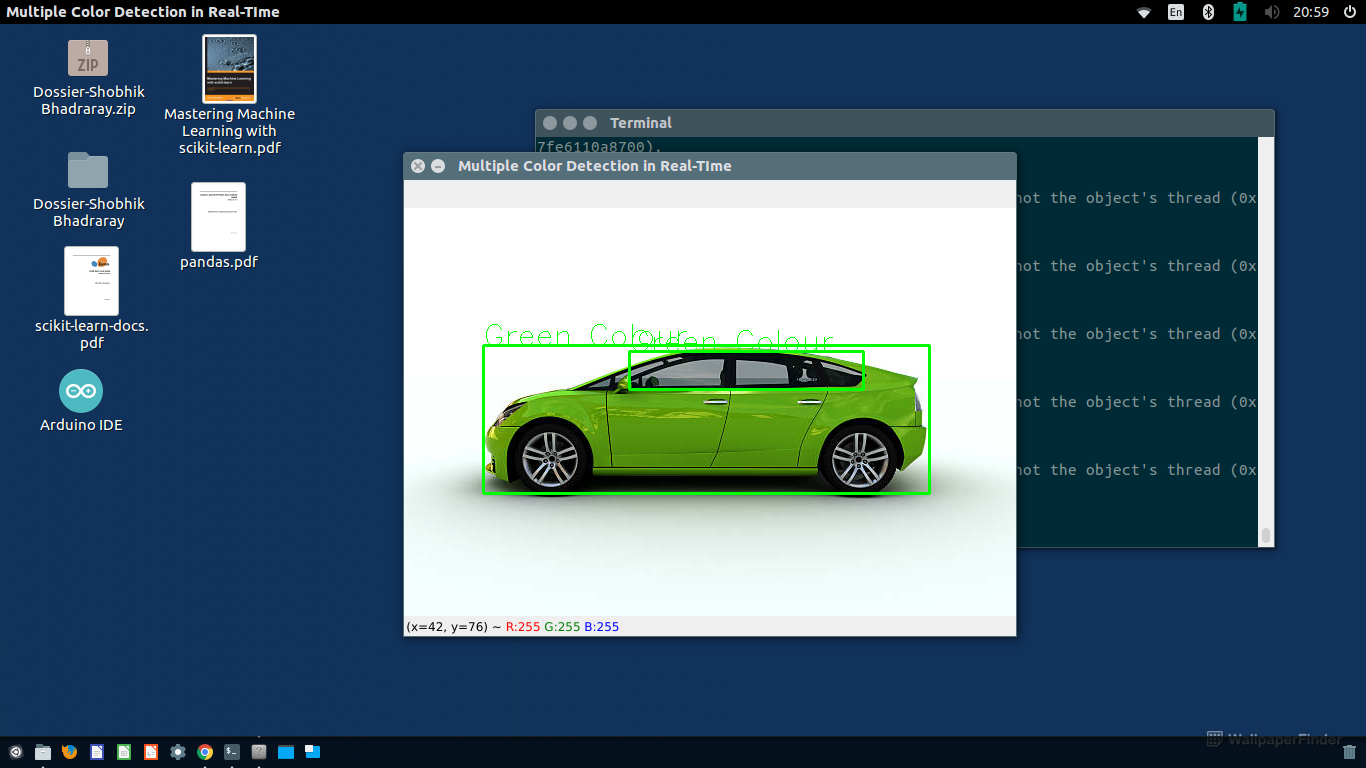 Multiple Color Detection in Real-TIme
En
20:59
ZIP
Dossier-Shobhik
Bhadraray.zip
Mastering Machine
Learning with
scikit-learn.pdf
Dossier-Shobhik
Bhadraray
pandas.pdf
scikit-learn-docs.
pdf
Arduino IDE
Terminal
7fe6110a8700).
Multiple Color Detection in Real-TIme
not the object's thread (0x
not the object's thread (0x
not the object's thread (0x
not the object's thread (0x
not the object's thread (0x
Green Colour
Green Colour
(x=42, y=76) ~ R:255 G:255 B:255
WallpaperFinder